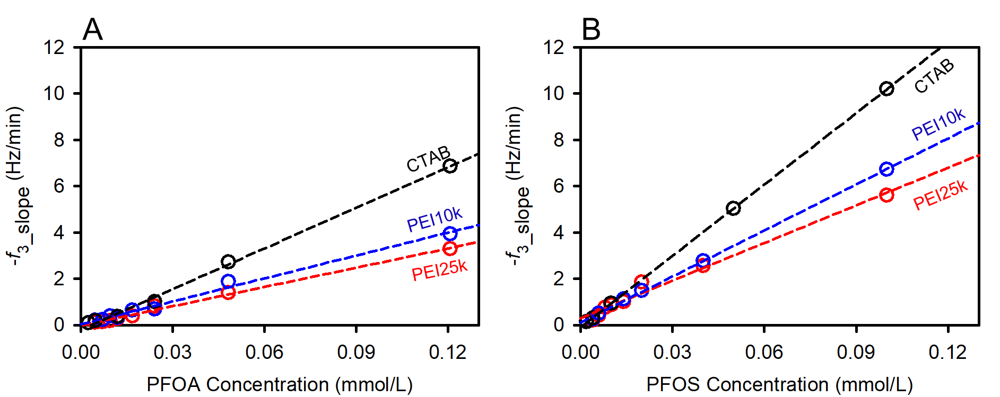 A
12
10
8
6
4
2
0
-f3_slope (Hz/min)
CTAB
PEI10k
PEI25k
0.00 0.03 0.06 0.09 0.12
PFOA Concentration (mmol/L)
B
12
10
8
6
4
2
0
-f3_slope (Hz/min)
CTAB
PEI10k
PEI25k
0.00 0.03 0.06 0.09 0.12
PFOS Concentration (mmol/L)